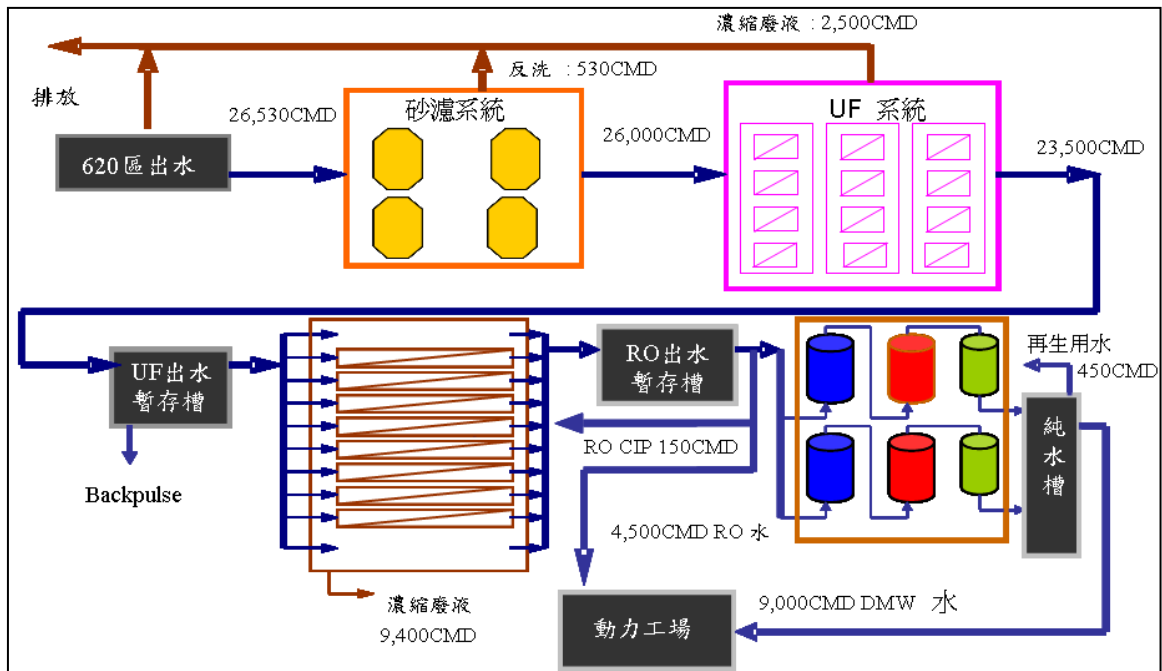 濃縮廢液 : 2,500CMD
反洗 : 530CMD
排放
26,530CMD
砂濾系統
UF 系統
26,000CMD
23,500CMD
620區出水
UF出水
暫存槽
RO出水
暫存槽
再生用水
450CMD
純水槽
RO CIP 150CMD
Backpulse
4,500CMD RO 水
濃縮廢液
9,400CMD
動力工場
9,000CMD DMW 水